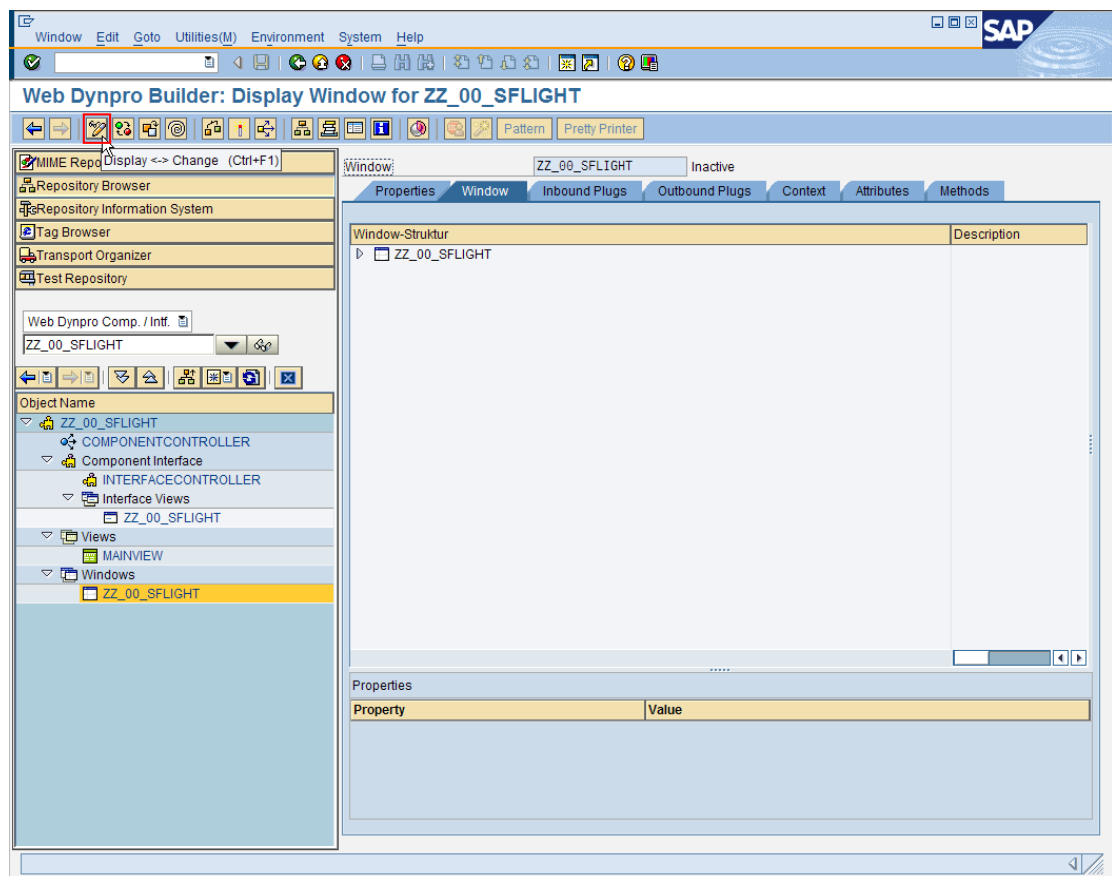 Window Edit Goto Utilities(M) Environment System Help
SAP
Web Dynpro Builder: Display Window for ZZ_00_SFLIGHT
Pattern Pretty Printer
MIME Repo
Display <-> Change (Ctrl+F1)
Repository Browser
Repository Information System
Tag Browser
Transport Organizer
Test Repository
Web Dynpro Comp. / Intf.
ZZ_00_SFLIGHT
Object Name
ZZ_00_SFLIGHT
COMPONENTCONTROLLER
Component Interface
INTERFACECONTROLLER
Interface Views
ZZ_00_SFLIGHT
Views
MAINVIEW
Windows
ZZ_00_SFLIGHT
Window ZZ_00_SFLIGHT Inactive
Properties Window Inbound Plugs Outbound Plugs Context Attributes Methods
Window-Struktur Description
ZZ_00_SFLIGHT
Properties
Property Value